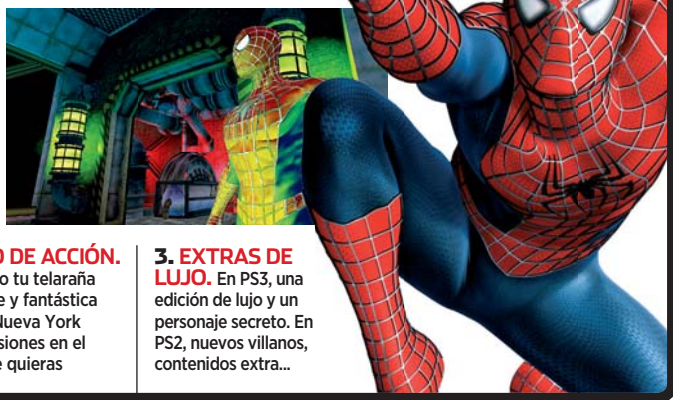 O DE ACCIÓN.
o tu telaraña
e y fantástica
Nueva York
siones en el
e quieras
3. EXTRAS DE
LUJO. En PS3, una
edición de lujo y un
personaje secreto. En
PS2, nuevos villanos,
contenidos extra...